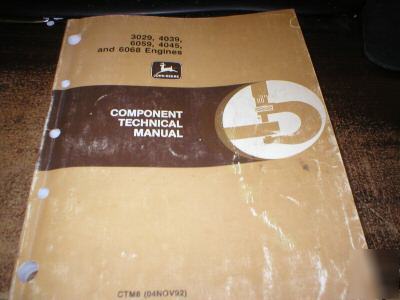 3029, 4039,
6059, 4045,
and 6068 Engines
JOHN DEERE
COMPONENT
TECHNICAL
MANUAL
CTM8 (04NOV92)